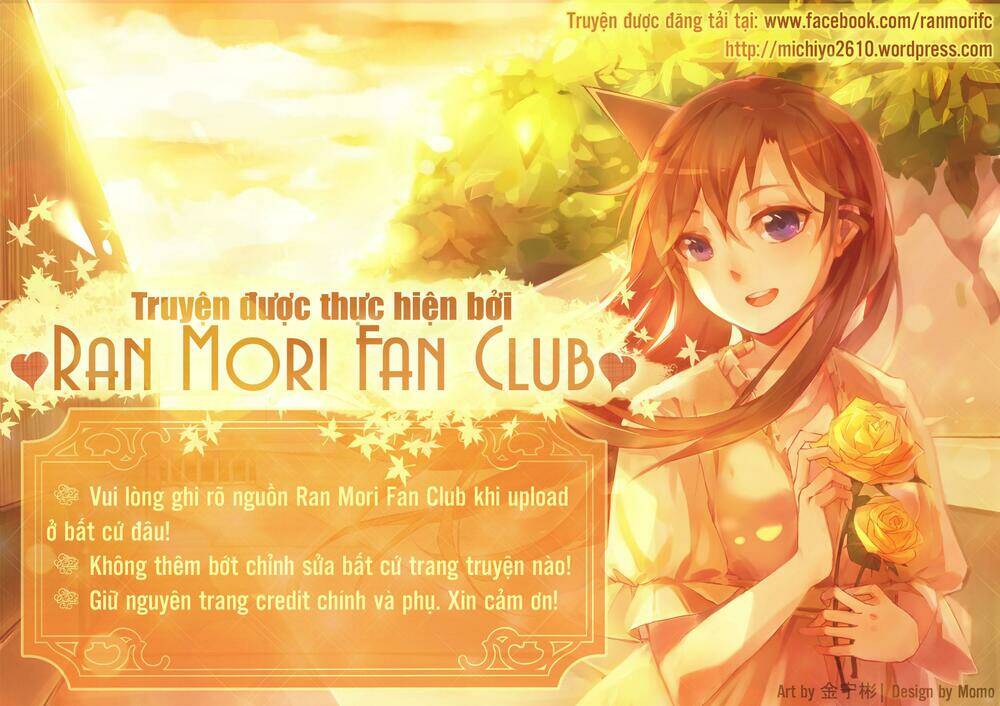 Truyện được đăng tải tại: www.facebook.com/ranmorifc
http://michiyo2610.wordpress.com
Truyện được thực hiện bởi
RAN MORI FAN CLUB
Vui lòng ghi rõ nguồn Ran Mori Fan Club khi upload
ở bất cứ đâu!
Không thêm bớt chỉnh sửa bất cứ trang truyện nào!
Giữ nguyên trang credit chính và phụ. Xin cảm ơn!
Art by 金宇彬| Design by Momo